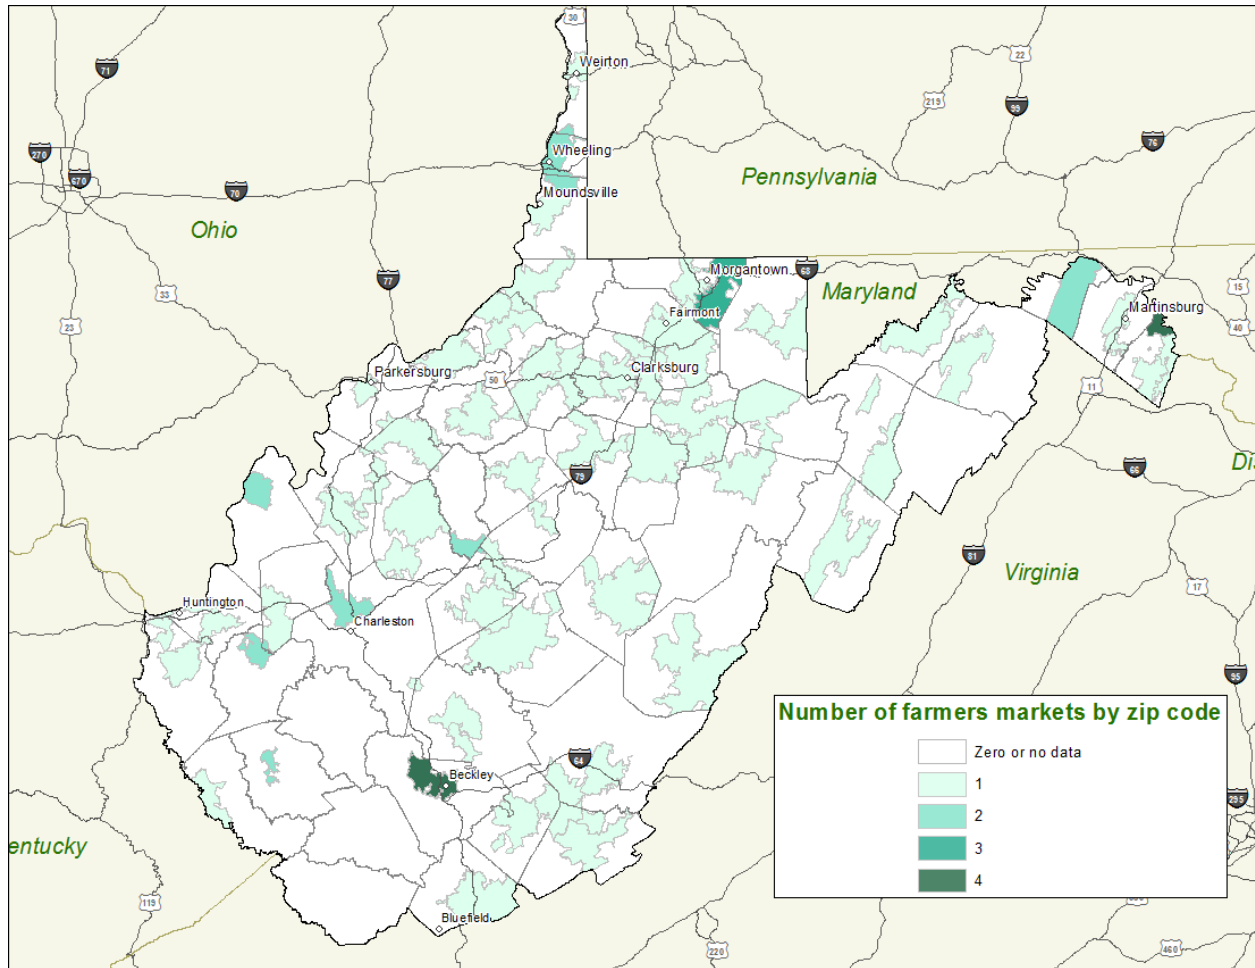 30
Weirton
71
22
219
99
Wheeling
270
76
670
70
Pennsylvania
Moundsville
Ohio
Morgantown
68
77
Maryland
15
33
Fairmont
Martinsburg
23
40
Parkersburg
50
Clarksburg
11
79
66
Dis
81
Virginia
17
Huntington
Charleston
95
Number of farmers markets by zip code
Zero or no data
64
1
Beckley
2
295
3
entucky
4
119
Bluefield
220
460